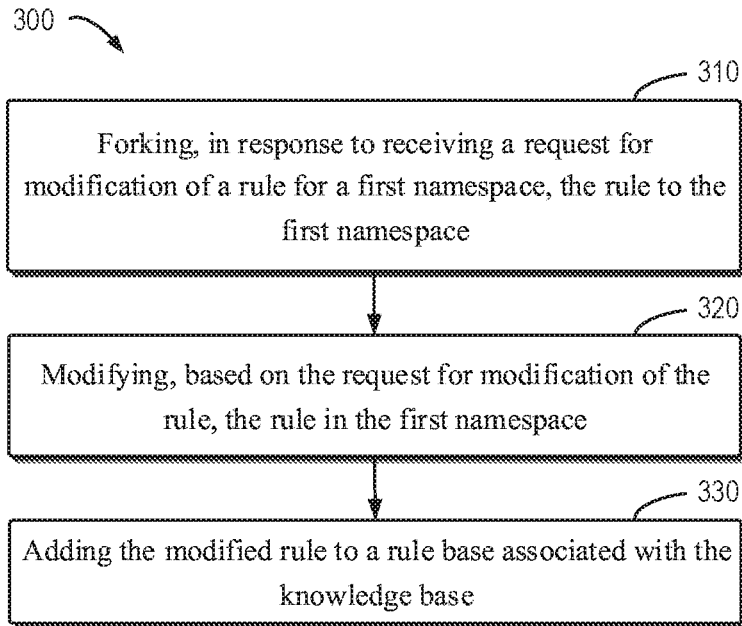 300
310
Forking, in response to receiving a request for
modification of a rule for a first namespace, the rule to the
first namespace
320
Modifying, based on the request for modification of the
rule, the rule in the first namespace
330
Adding the modified rule to a rule base associated with the
knowledge base